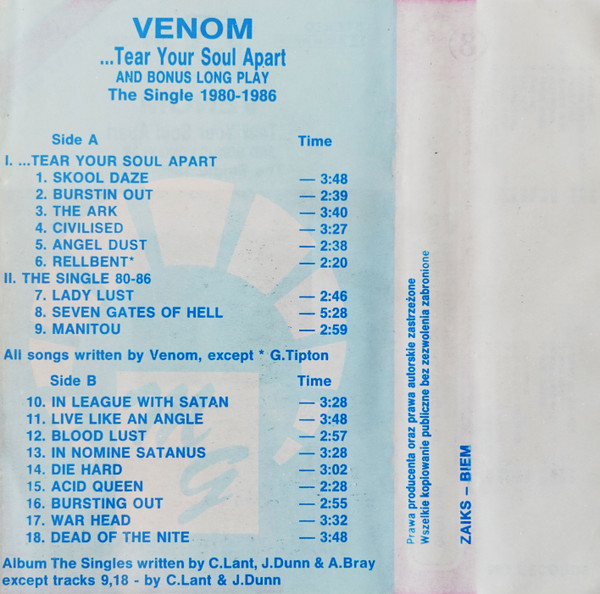 VENOM
...Tear Your Soul Apart
AND BONUS LONG PLAY
The Single 1980-1986
Side A Time
I. ...TEAR YOUR SOUL APART
1. SKOOL DAZE — 3:48
2. BURSTIN OUT — 2:39
3. THE ARK — 3:40
4. CIVILISED — 3:27
5. ANGEL DUST — 2:38
6. RELLBENT* — 2:20
II. THE SINGLE 80-86
7. LADY LUST — 2:46
8. SEVEN GATES OF HELL — 5:28
9. MANITOU — 2:59
All songs written by Venom, except * G.Tipton
Side B Time
10. IN LEAGUE WITH SATAN — 3:28
11. LIVE LIKE AN ANGLE — 3:48
12. BLOOD LUST — 2:57
13. IN NOMINE SATANUS — 3:28
14. DIE HARD — 3:02
15. ACID QUEEN — 2:28
16. BURSTING OUT — 2:55
17. WAR HEAD — 3:32
18. DEAD OF THE NITE — 3:48
Album The Singles written by C.Lant, J.Dunn & A.Bray
except tracks 9,18 - by C.Lant & J.Dunn
MG
Prawa producenta oraz prawa autorskie zastrzeżone
Wszelkie kopiowanie publiczne bez zezwolenia zabronione
ZAIKS – BIEM